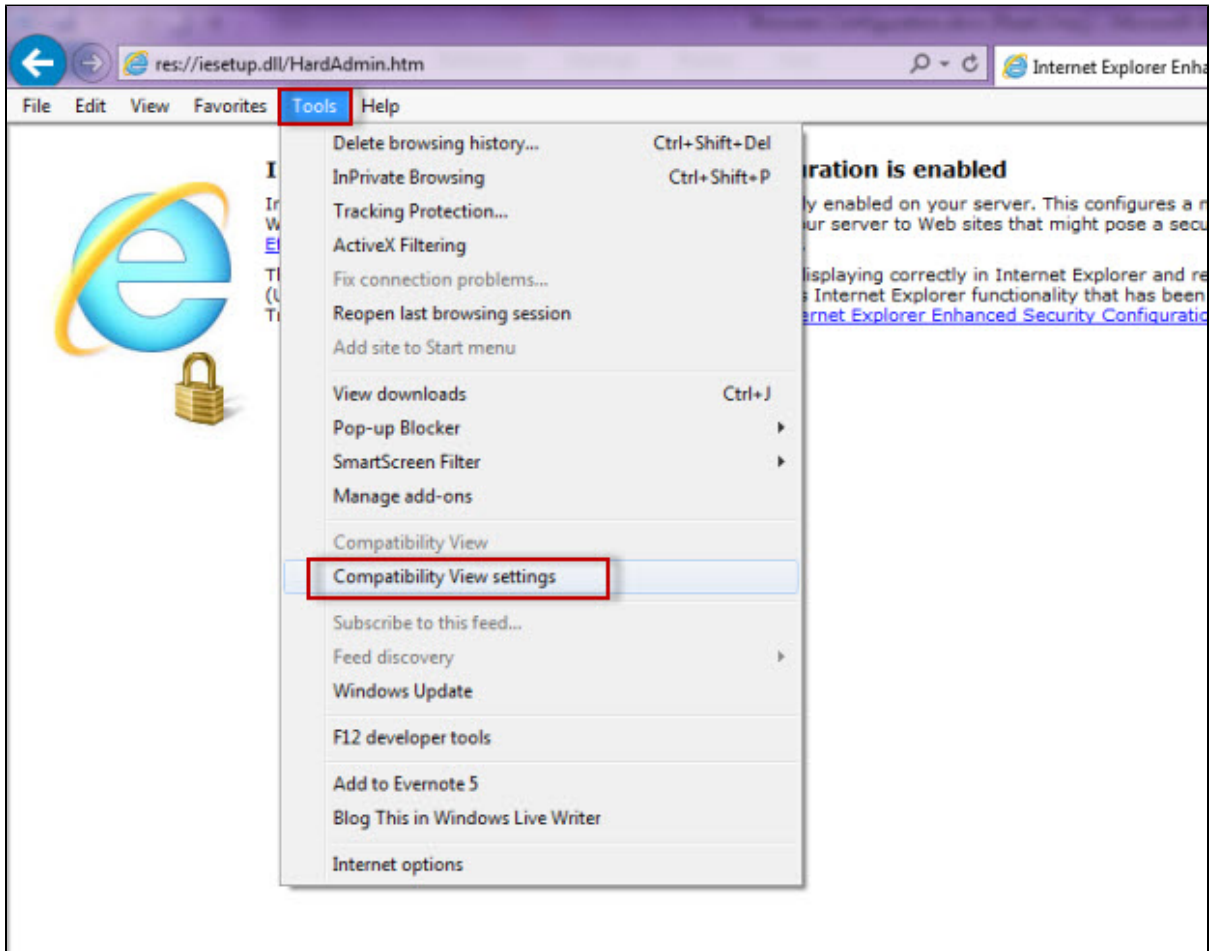 res://iesetup.dll/HardAdmin.htm
Internet Explorer Enha
File Edit View Favorites Tools Help
Delete browsing history... Ctrl+Shift+Del
InPrivate Browsing Ctrl+Shift+P
Tracking Protection...
ActiveX Filtering
Fix connection problems...
Reopen last browsing session
Add site to Start menu
View downloads Ctrl+J
Pop-up Blocker
SmartScreen Filter
Manage add-ons
Compatibility View
Compatibility View settings
Subscribe to this feed...
Feed discovery
Windows Update
F12 developer tools
Add to Evernote 5
Blog This in Windows Live Writer
Internet options
I
uration is enabled
ly enabled on your server. This configures a
ur server to Web sites that might pose a secu
displaying correctly in Internet Explorer and re
Internet Explorer functionality that has been
ernet Explorer Enhanced Security Configuratio